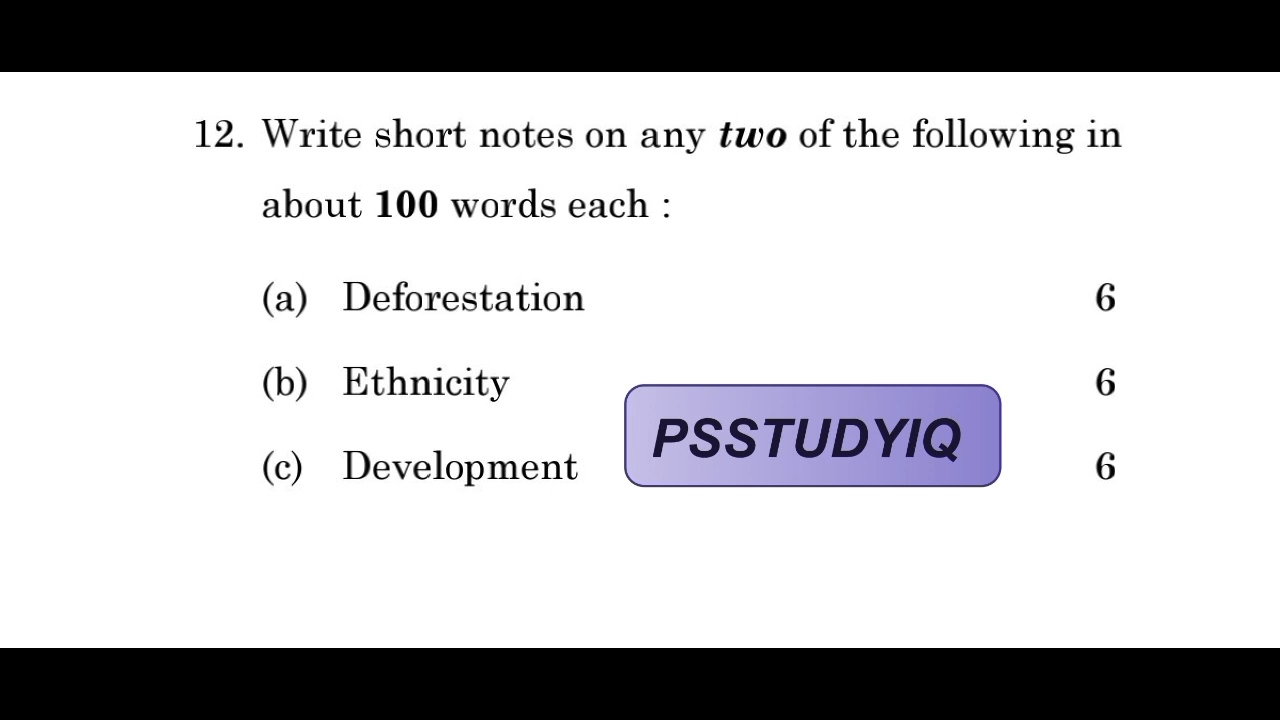 12. Write short notes on any two of the following in
about 100 words each :
(a) Deforestation 6
(b) Ethnicity 6
(c) Development 6
PSSTUDYIQ